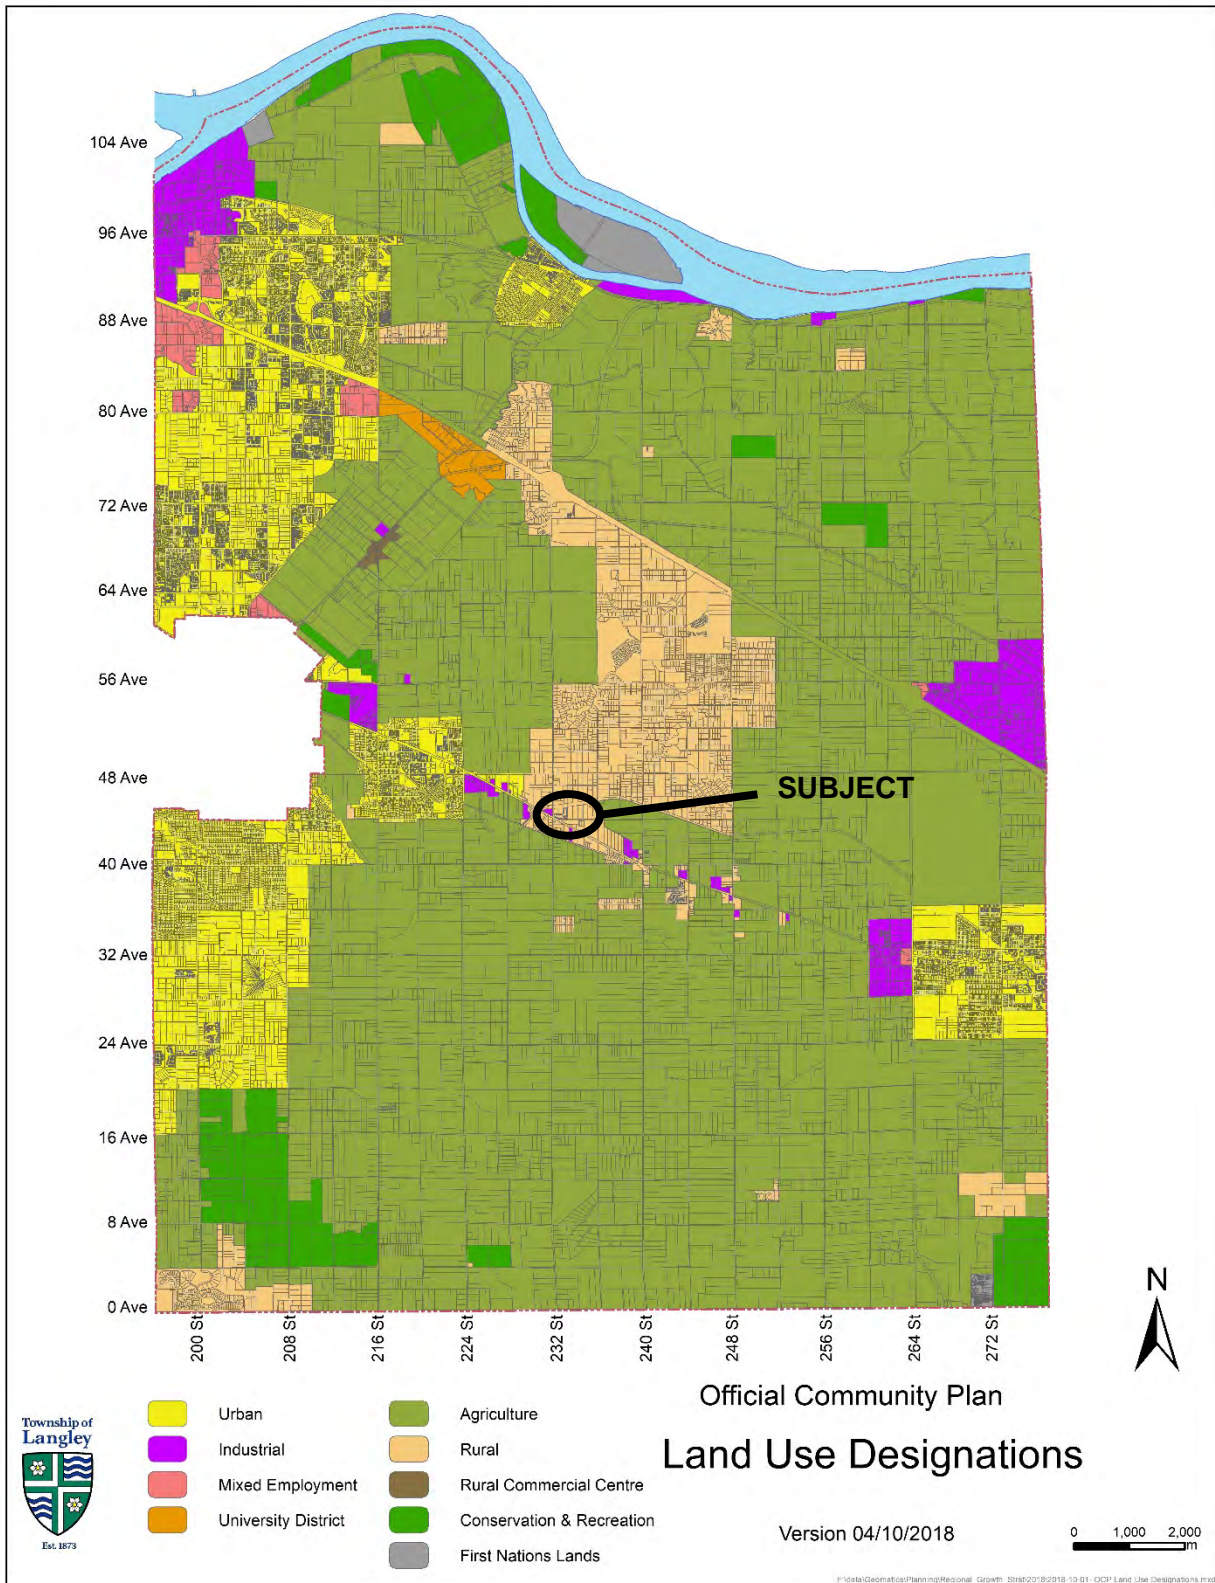 104 Ave
96 Ave
88 Ave
80 Ave
72 Ave
64 Ave
56 Ave
48 Ave
SUBJECT
40 Ave
32 Ave
24 Ave
16 Ave
8 Ave
0 Ave
200 St
208 St
216 St
224 St
232 St
240 St
248 St
256 St
264 St
272 St
N
Official Community Plan
Land Use Designations
Version 04/10/2018
0 1,000 2,000
m
Township of
Langley
Est. 1873
Urban
Industrial
Mixed Employment
University District
Agriculture
Rural
Rural Commercial Centre
Conservation & Recreation
First Nations Lands